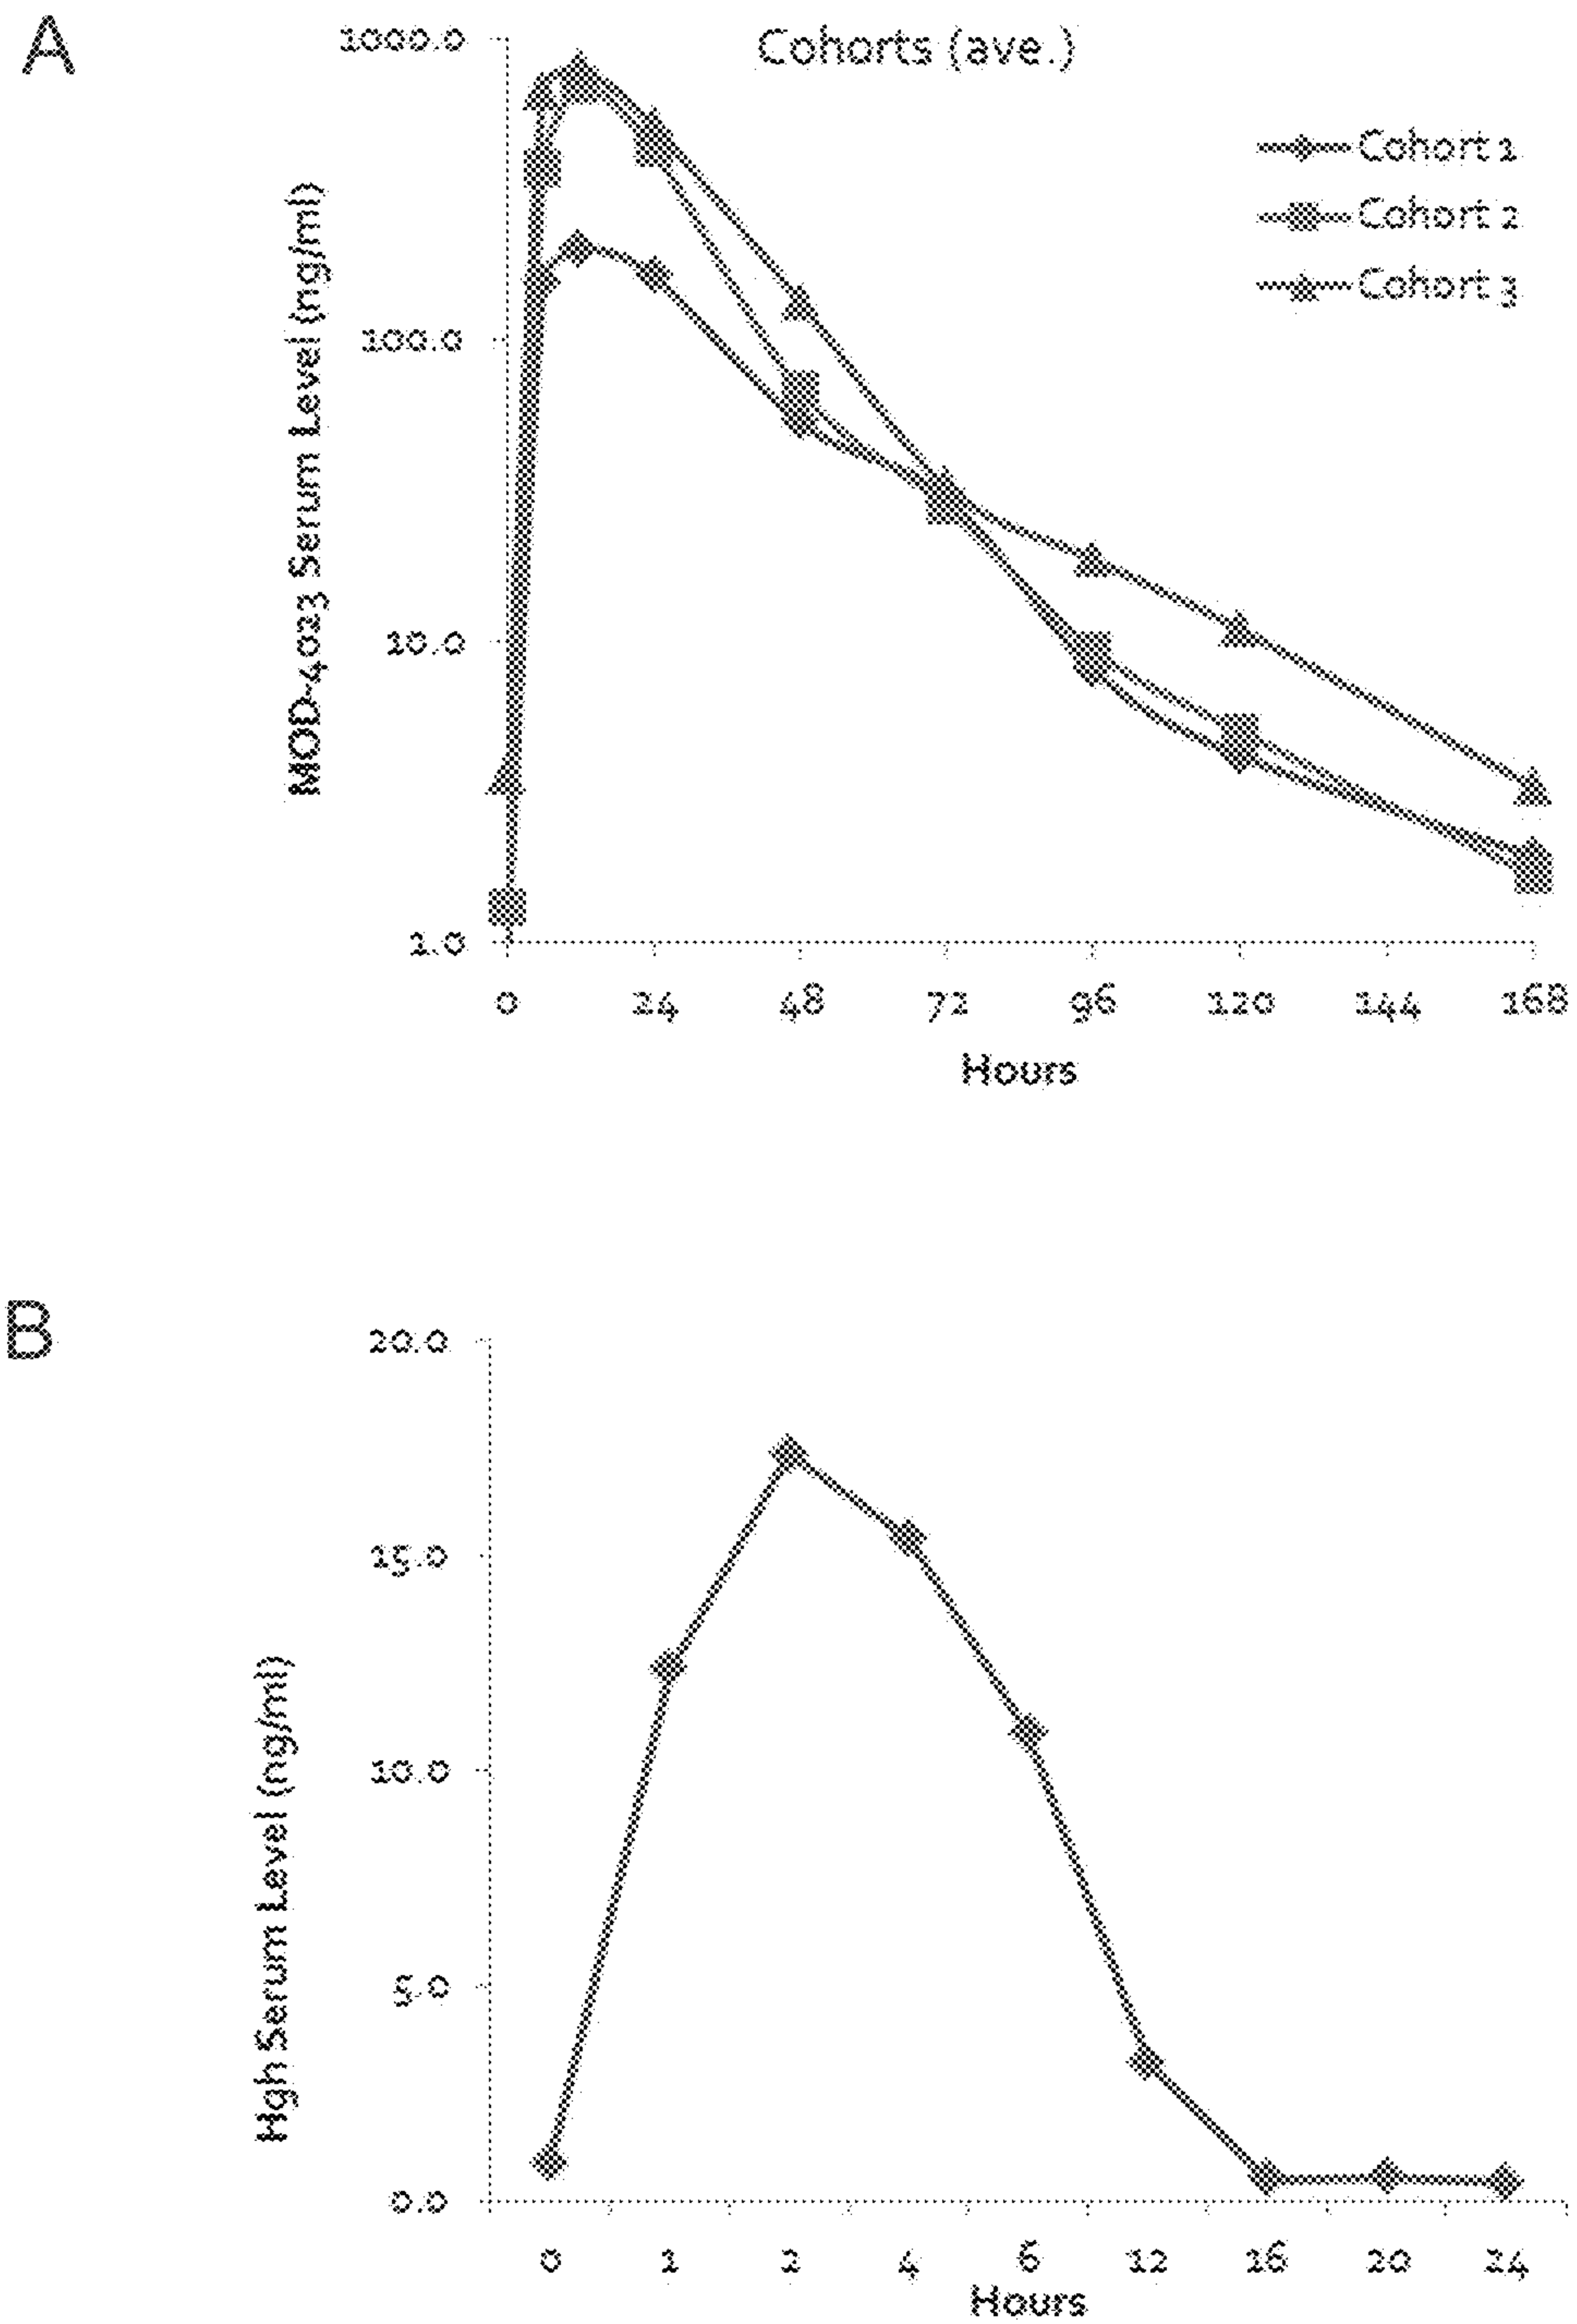 A
Cohorts (ave.)
1000.0
100.0
10.0
1.0
MOD-4023 Serum Level (ng/ml)
Cohort 1
Cohort 2
Cohort 3
0 24 48 72 96 120 144 168
Hours
B
20.0
15.0
10.0
5.0
0.0
Hgh Serum Level (ng/ml)
0 1 2 4 6 12 16 20 24
Hours